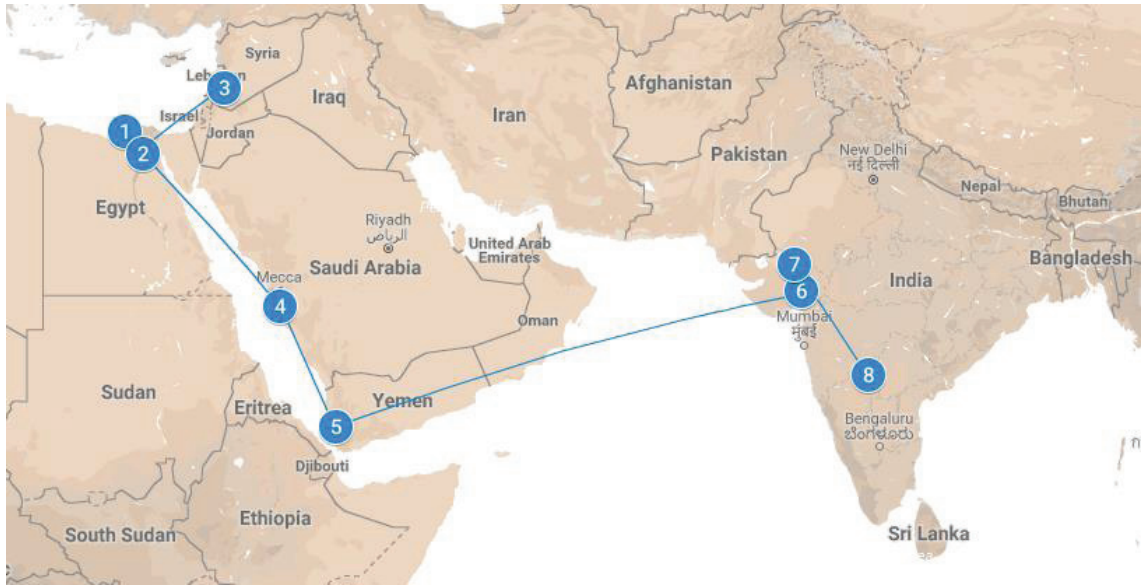 Syria
Lebanon
3
Afghanistan
Iraq
Iran
Israel
1
Jordan
2
Pakistan
New Delhi
नई दिल्ली
Nepal
Bhutan
Egypt
Riyadh
الرياض
United Arab
Emirates
Bangladesh
Mecca
Saudi Arabia
7
India
6
4
Oman
Mumbai
मुंबई
8
Sudan
Eritrea
Yemen
5
Bengaluru
ಬೆಂಗಳೂರು
Djibouti
Ethiopia
South Sudan
Sri Lanka